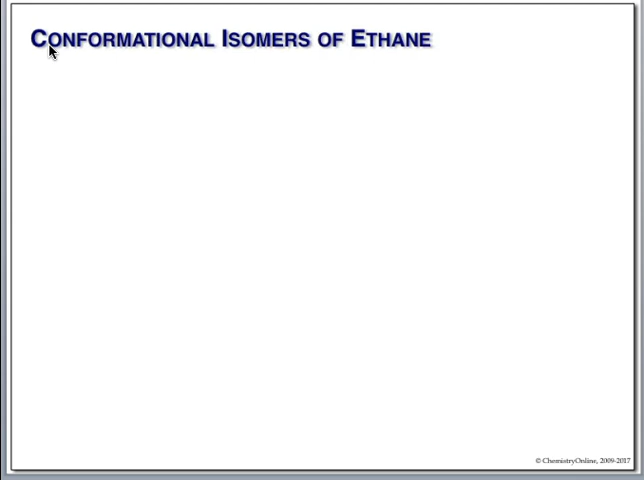 Conformational Isomers of Ethane
© ChemistryOnline, 2009-2017